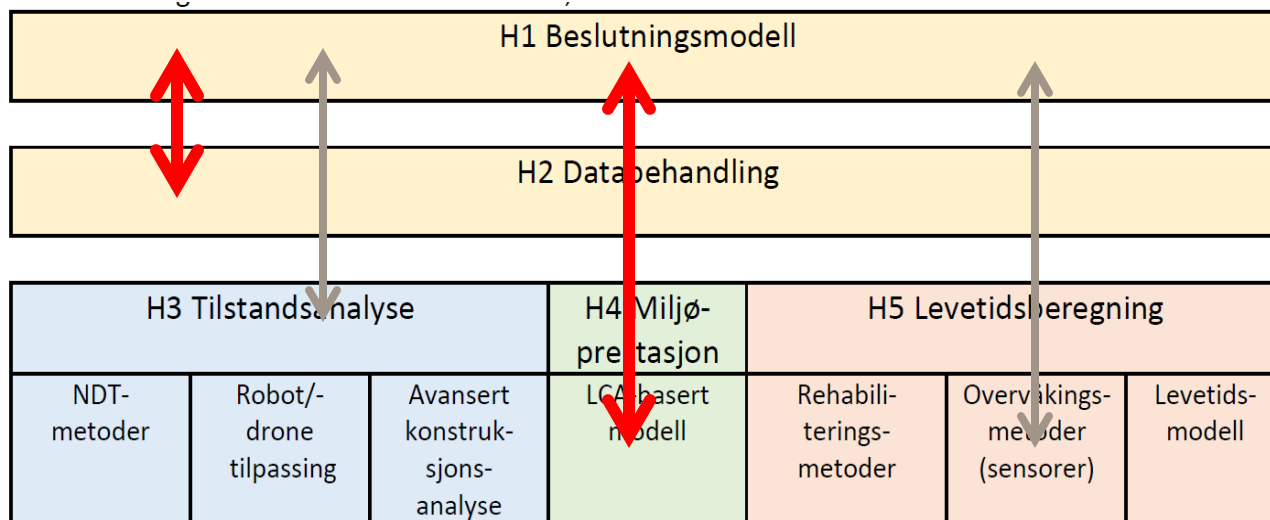 H1 Beslutningsmodell
H2 Databehandling
H3 Tilstandsanalyse
H4 Miljø-
prestasjon
H5 Levetidsberegning
NDT-
metoder
Robot/-
drone
tilpassing
Avansert
konstruk-
sjons-
analyse
LCA-basert
modell
Rehabili-
terings-
metoder
Overvåkings-
metoder
(sensorer)
Levetids-
modell